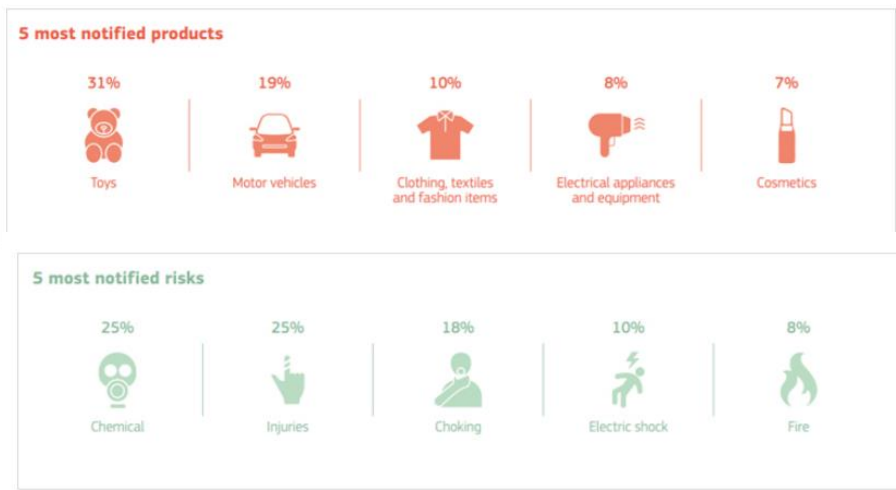 5 most notified products
31%
19%
10%
8%
7%
Toys
Motor vehicles
Clothing, textiles
and fashion items
Electrical appliances
and equipment
Cosmetics
5 most notified risks
25%
25%
18%
10%
8%
Chemical
Injuries
Choking
Electric shock
Fire